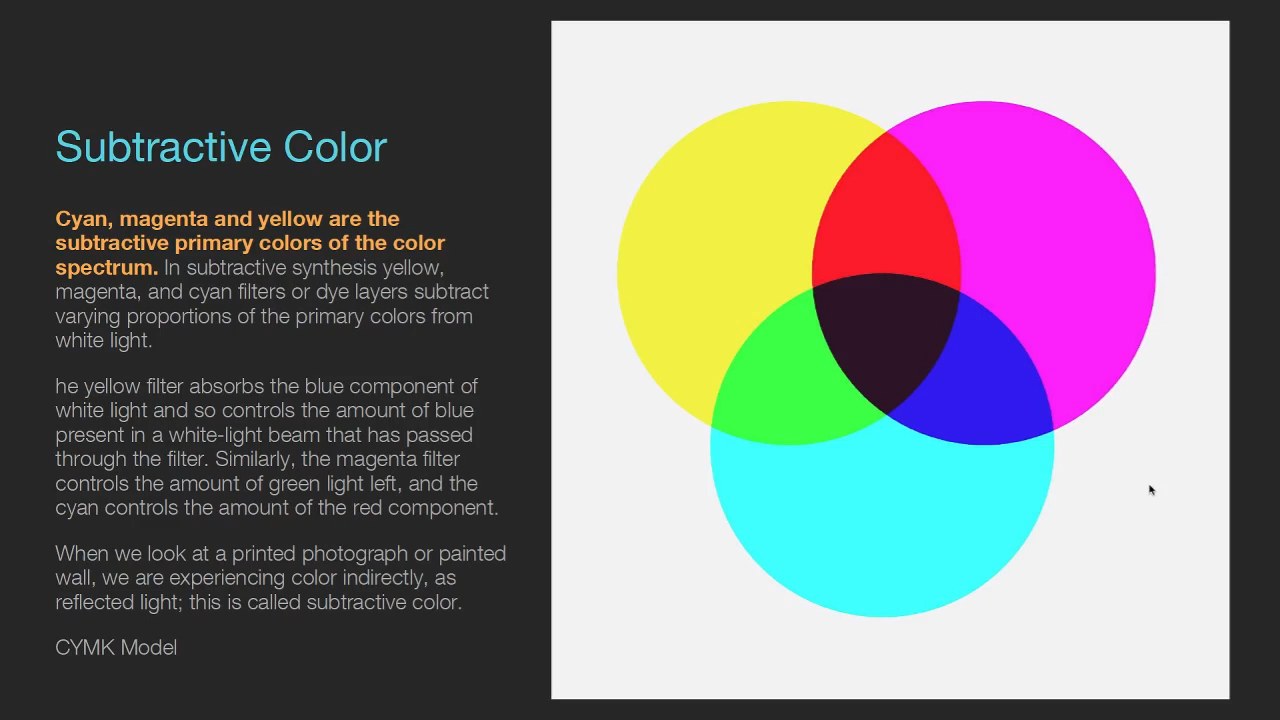 Subtractive Color
Cyan, magenta and yellow are the
subtractive primary colors of the color
spectrum. In subtractive synthesis yellow,
magenta, and cyan filters or dye layers subtract
varying proportions of the primary colors from
white light.
he yellow filter absorbs the blue component of
white light and so controls the amount of blue
present in a white-light beam that has passed
through the filter. Similarly, the magenta filter
controls the amount of green light left, and the
cyan controls the amount of the red component.
When we look at a printed photograph or painted
wall, we are experiencing color indirectly, as
reflected light; this is called subtractive color.
CYMK Model